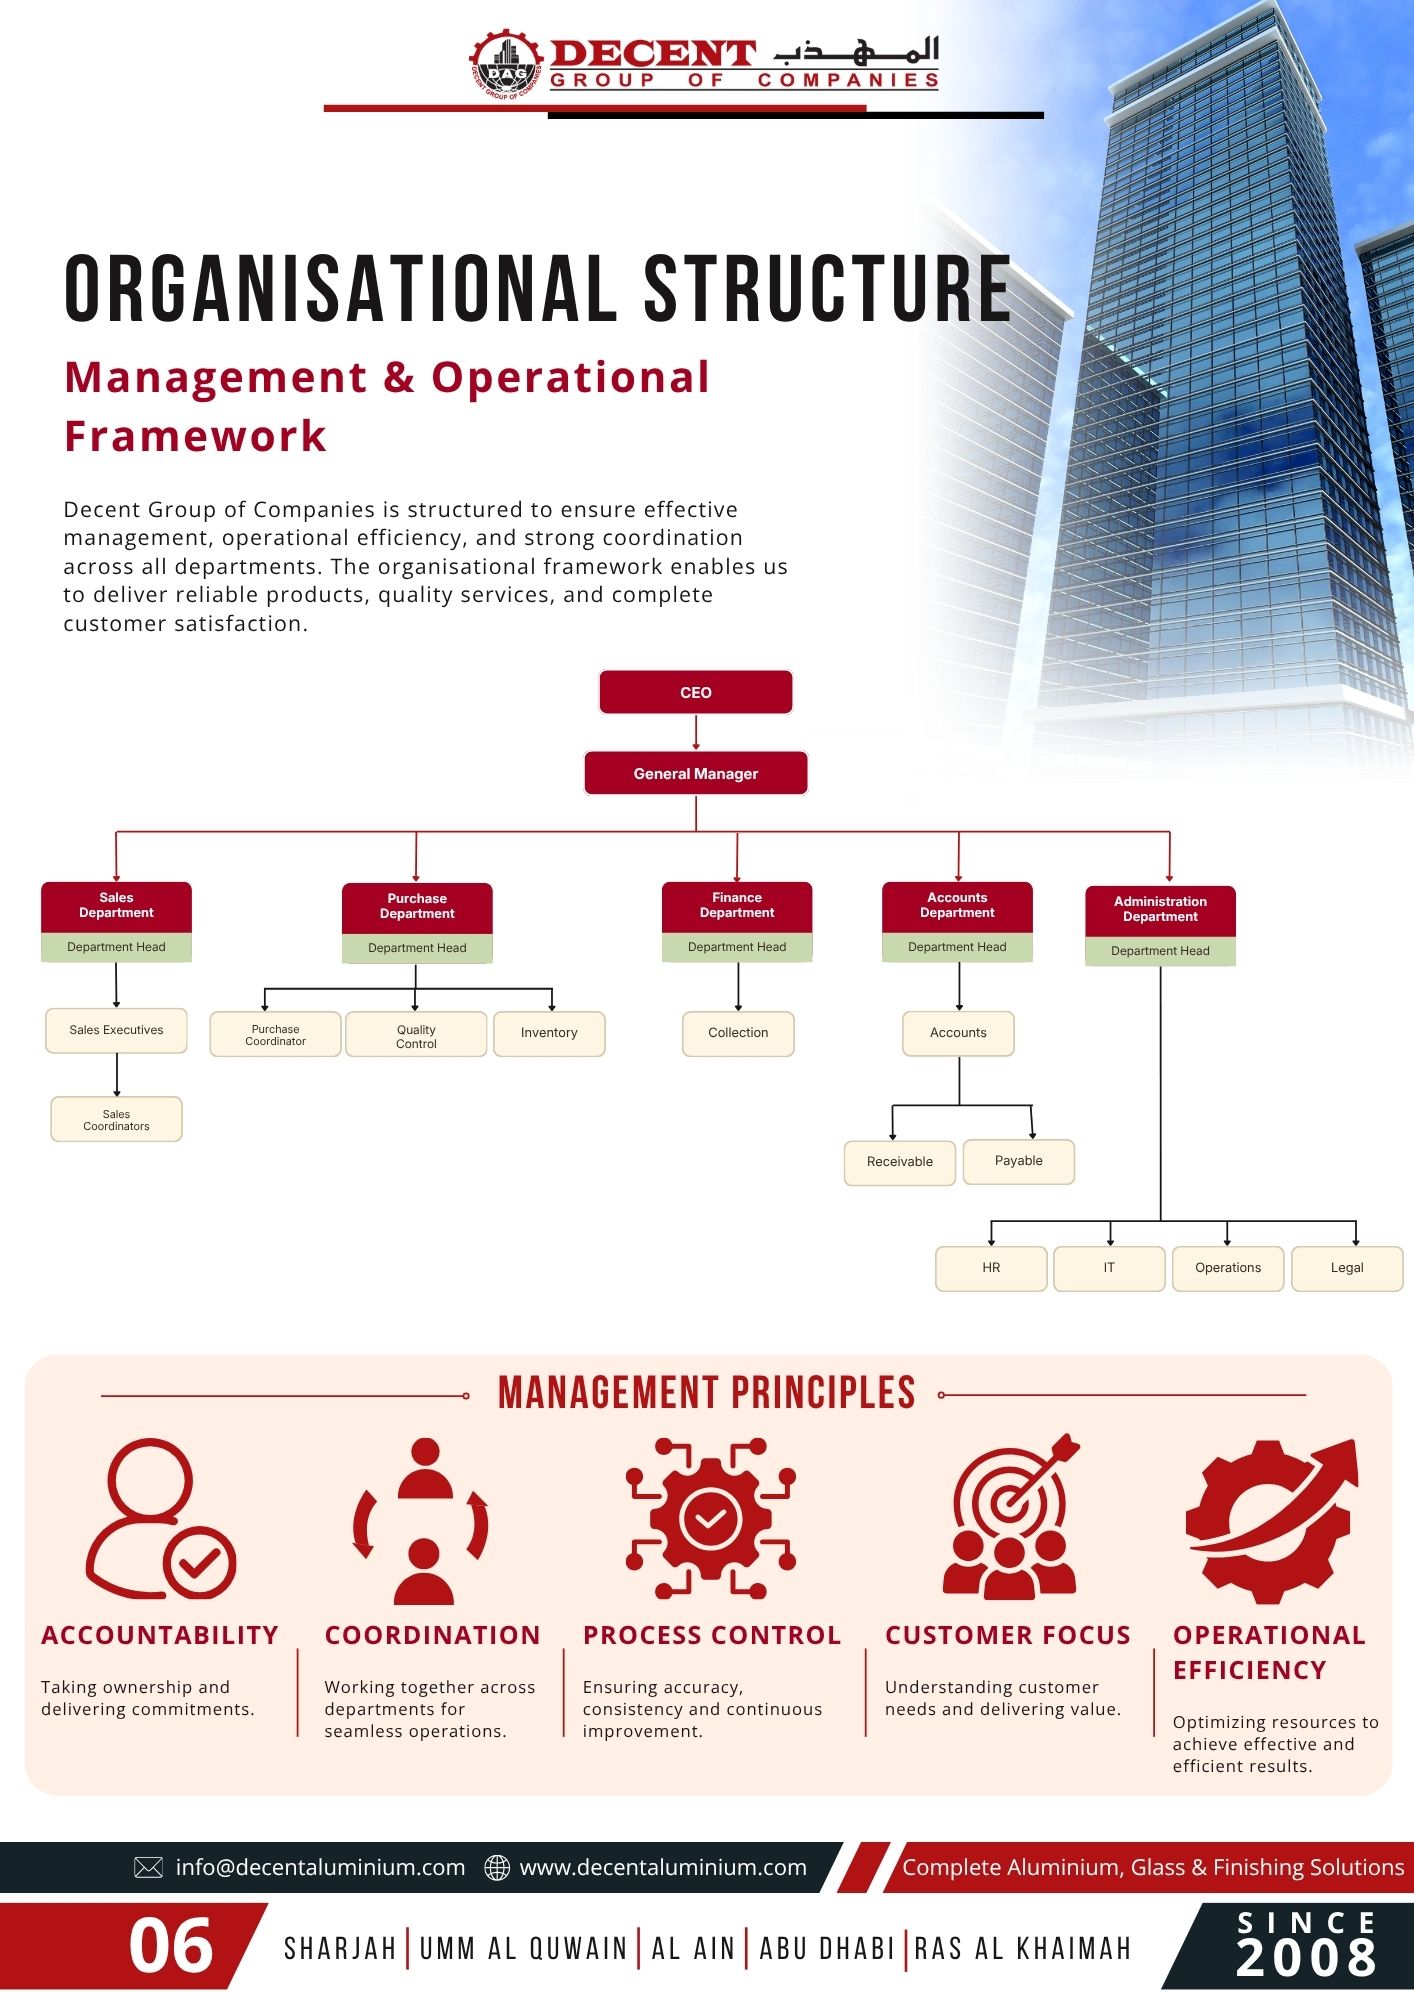 DECENT المهذب
GROUP OF COMPANIES
DAG
DECENT GROUP OF COMPANIES
ORGANISATIONAL STRUCTURE
Management & Operational
Framework
Decent Group of Companies is structured to ensure effective
management, operational efficiency, and strong coordination
across all departments. The organisational framework enables us
to deliver reliable products, quality services, and complete
customer satisfaction.
CEO
General Manager
Sales
Department
Department Head
Purchase
Department
Department Head
Finance
Department
Department Head
Accounts
Department
Department Head
Administration
Department
Department Head
Sales Executives
Purchase
Coordinator
Quality
Control
Inventory
Collection
Accounts
Sales
Coordinators
Receivable
Payable
HR
IT
Operations
Legal
MANAGEMENT PRINCIPLES
ACCOUNTABILITY
Taking ownership and
delivering commitments.
COORDINATION
Working together across
departments for
seamless operations.
PROCESS CONTROL
Ensuring accuracy,
consistency and continuous
improvement.
CUSTOMER FOCUS
Understanding customer
needs and delivering value.
OPERATIONAL
EFFICIENCY
Optimizing resources to
achieve effective and
efficient results.
info@decentaluminium.com www.decentaluminium.com
Complete Aluminium, Glass & Finishing Solutions
06
SHARJAH | UMM AL QUWAIN | AL AIN | ABU DHABI | RAS AL KHAIMAH
SINCE
2008